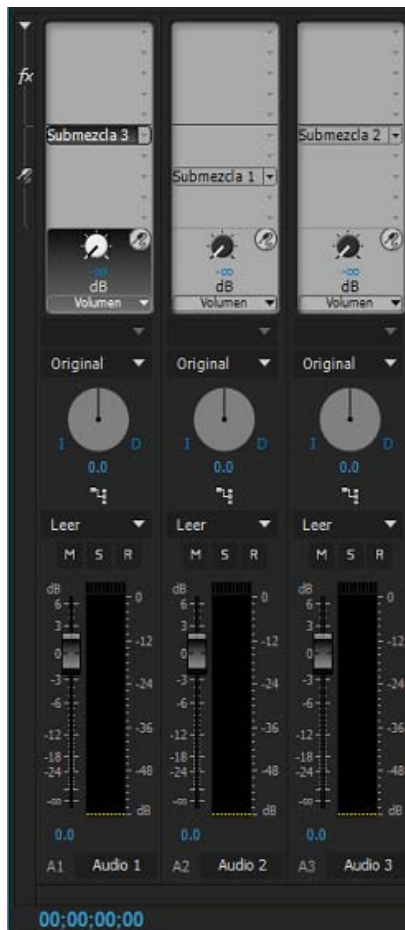 fx
Submezcla 3
Submezcla 2
Submezcla 1
-∞ -∞ -∞
dB dB dB
Volumen Volumen Volumen
Original Original Original
I D I D I D
0.0 0.0 0.0
Leer Leer Leer
M S R M S R M S R
dB dB dB
6 0 6 0 6 0
3 3 3
-12 -12 -12
0 0 0
-3 -24 -3 -24 -3 -24
-6 -6 -6
-36 -36 -36
-12 -12 -12
-18 -18 -18
-24 -48 -24 -48 -24 -48
-∞ -∞ -∞
dB dB dB
0.0 0.0 0.0
A1 Audio 1 A2 Audio 2 A3 Audio 3
00;00;00;00